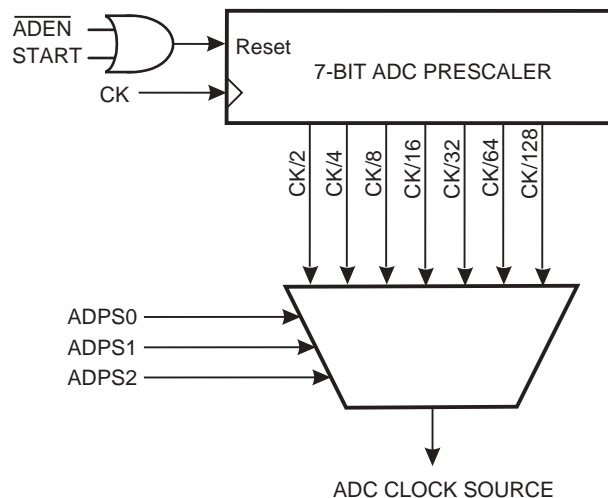 ADEN
START
Reset
7-BIT ADC PRESCALER
CK
CK/2
CK/4
CK/8
CK/16
CK/32
CK/64
CK/128
ADPS0
ADPS1
ADPS2
ADC CLOCK SOURCE